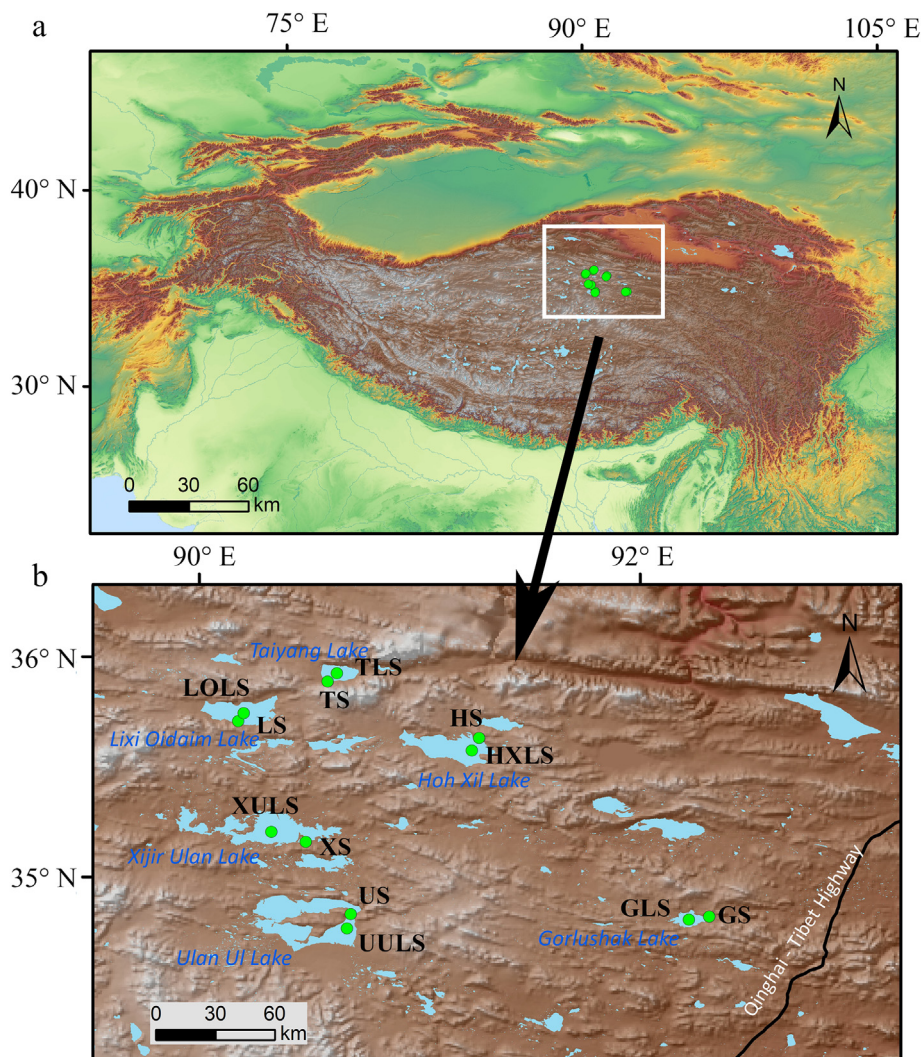 a
75° E
90° E
105° E
N
40° N
30° N
0 30 60
km
b
90° E
92° E
N
36° N
Taiyang Lake
TLS
TS
LOLS
LS
Lixi Oidaim Lake
HS
HXLS
Hoh Xil Lake
XULS
XS
Xijir Ulan Lake
35° N
US
UULS
Ulan Ul Lake
GLS
GS
Gorlushak Lake
Qinghai - Tibet Highway
0 30 60
km